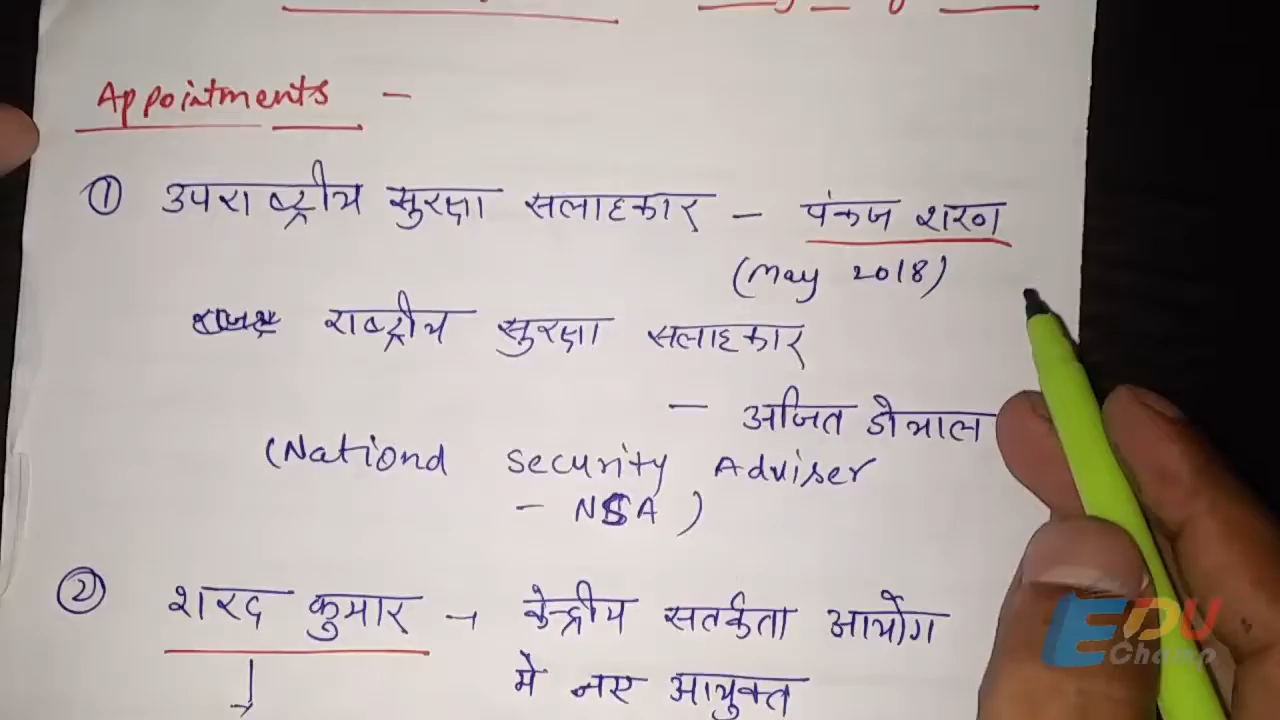 Appointments -
① उपराष्ट्रीय सुरक्षा सलाहकार - पंकज शरण
(May 2018)
राष्ट्रीय सुरक्षा सलाहकार
- अजित डोभाल
(National Security Adviser
- NSA)
② शरद कुमार → केन्द्रीय सतर्कता आयोग
मे नए आयुक्त
EDU
Champ